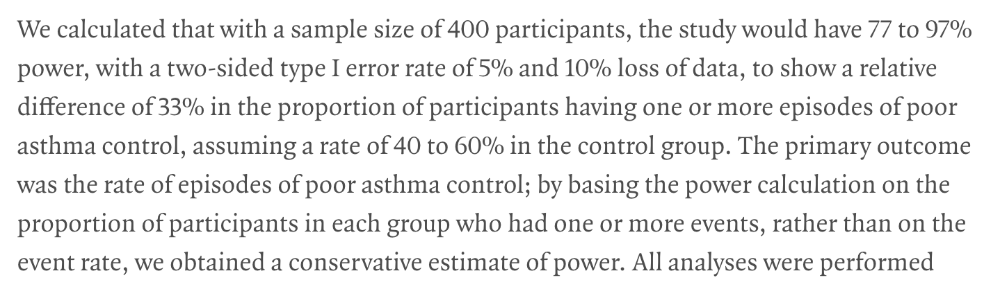 We calculated that with a sample size of 400 participants, the study would have 77 to 97%
power, with a two-sided type I error rate of 5% and 10% loss of data, to show a relative
difference of 33% in the proportion of participants having one or more episodes of poor
asthma control, assuming a rate of 40 to 60% in the control group. The primary outcome
was the rate of episodes of poor asthma control; by basing the power calculation on the
proportion of participants in each group who had one or more events, rather than on the
event rate, we obtained a conservative estimate of power. All analyses were performed